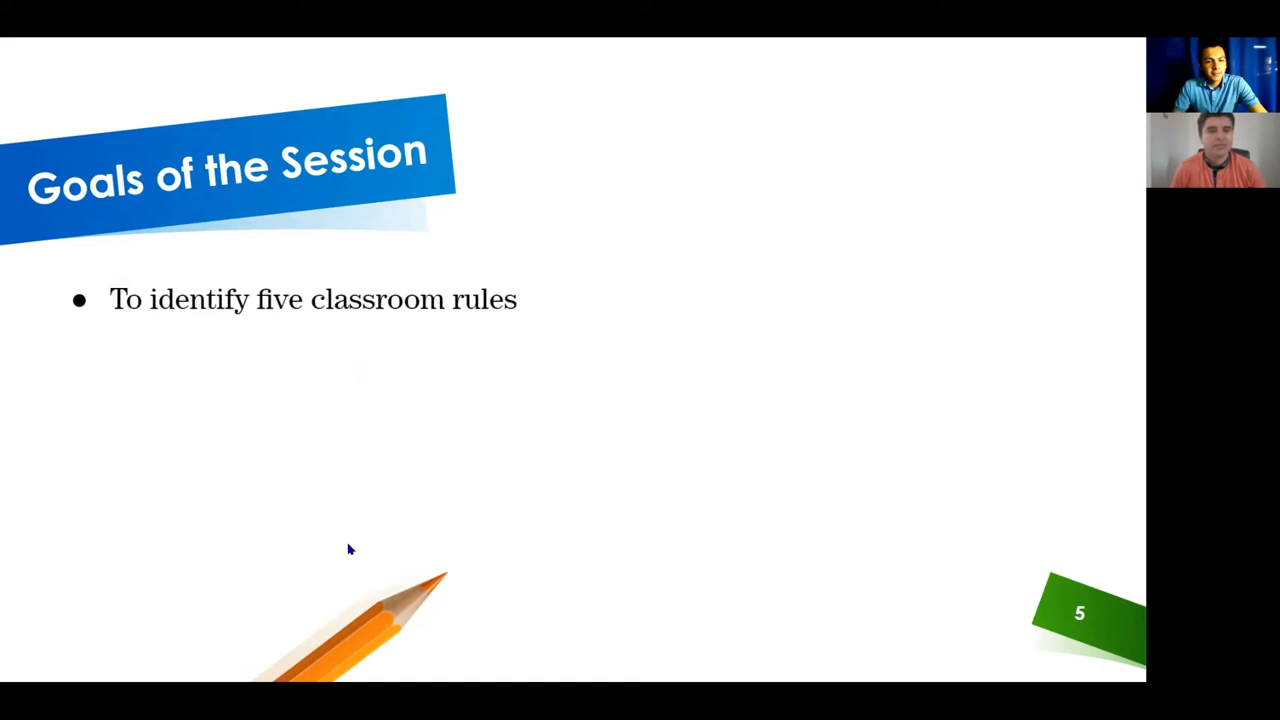 Goals of the Session
● To identify five classroom rules
5